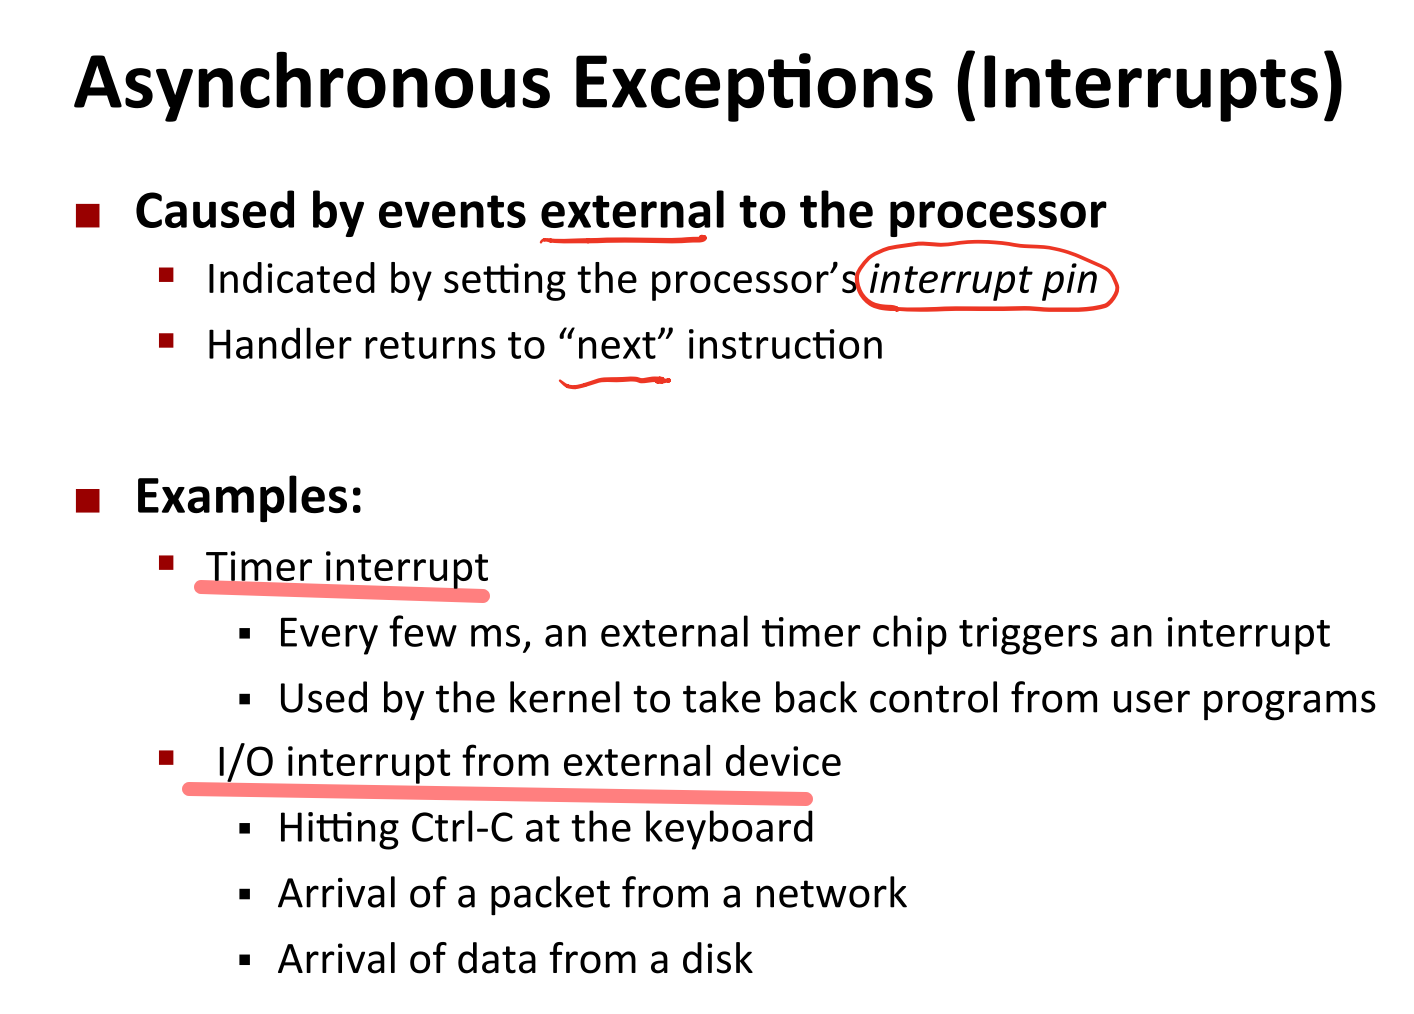 Asynchronous Exceptions (Interrupts)
Caused by events external to the processor
Indicated by setting the processor’s interrupt pin
Handler returns to “next” instruction
Examples:
Timer interrupt
Every few ms, an external timer chip triggers an interrupt
Used by the kernel to take back control from user programs
I/O interrupt from external device
Hitting Ctrl-C at the keyboard
Arrival of a packet from a network
Arrival of data from a disk